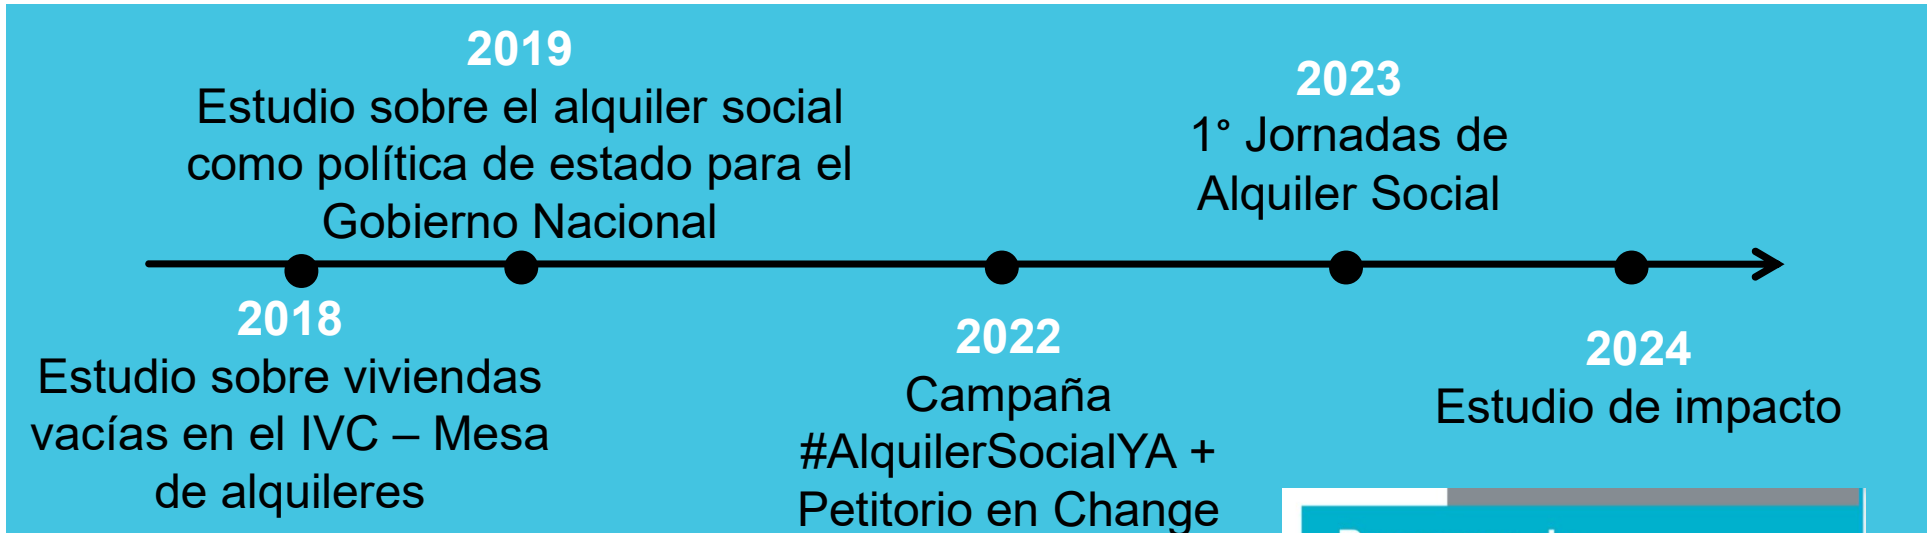 2019
Estudio sobre el alquiler social
como política de estado para el
Gobierno Nacional
2023
1° Jornadas de
Alquiler Social
2018
Estudio sobre viviendas
vacías en el IVC – Mesa
de alquileres
2022
Campaña
#AlquilerSocialYA +
Petitorio en Change
2024
Estudio de impacto